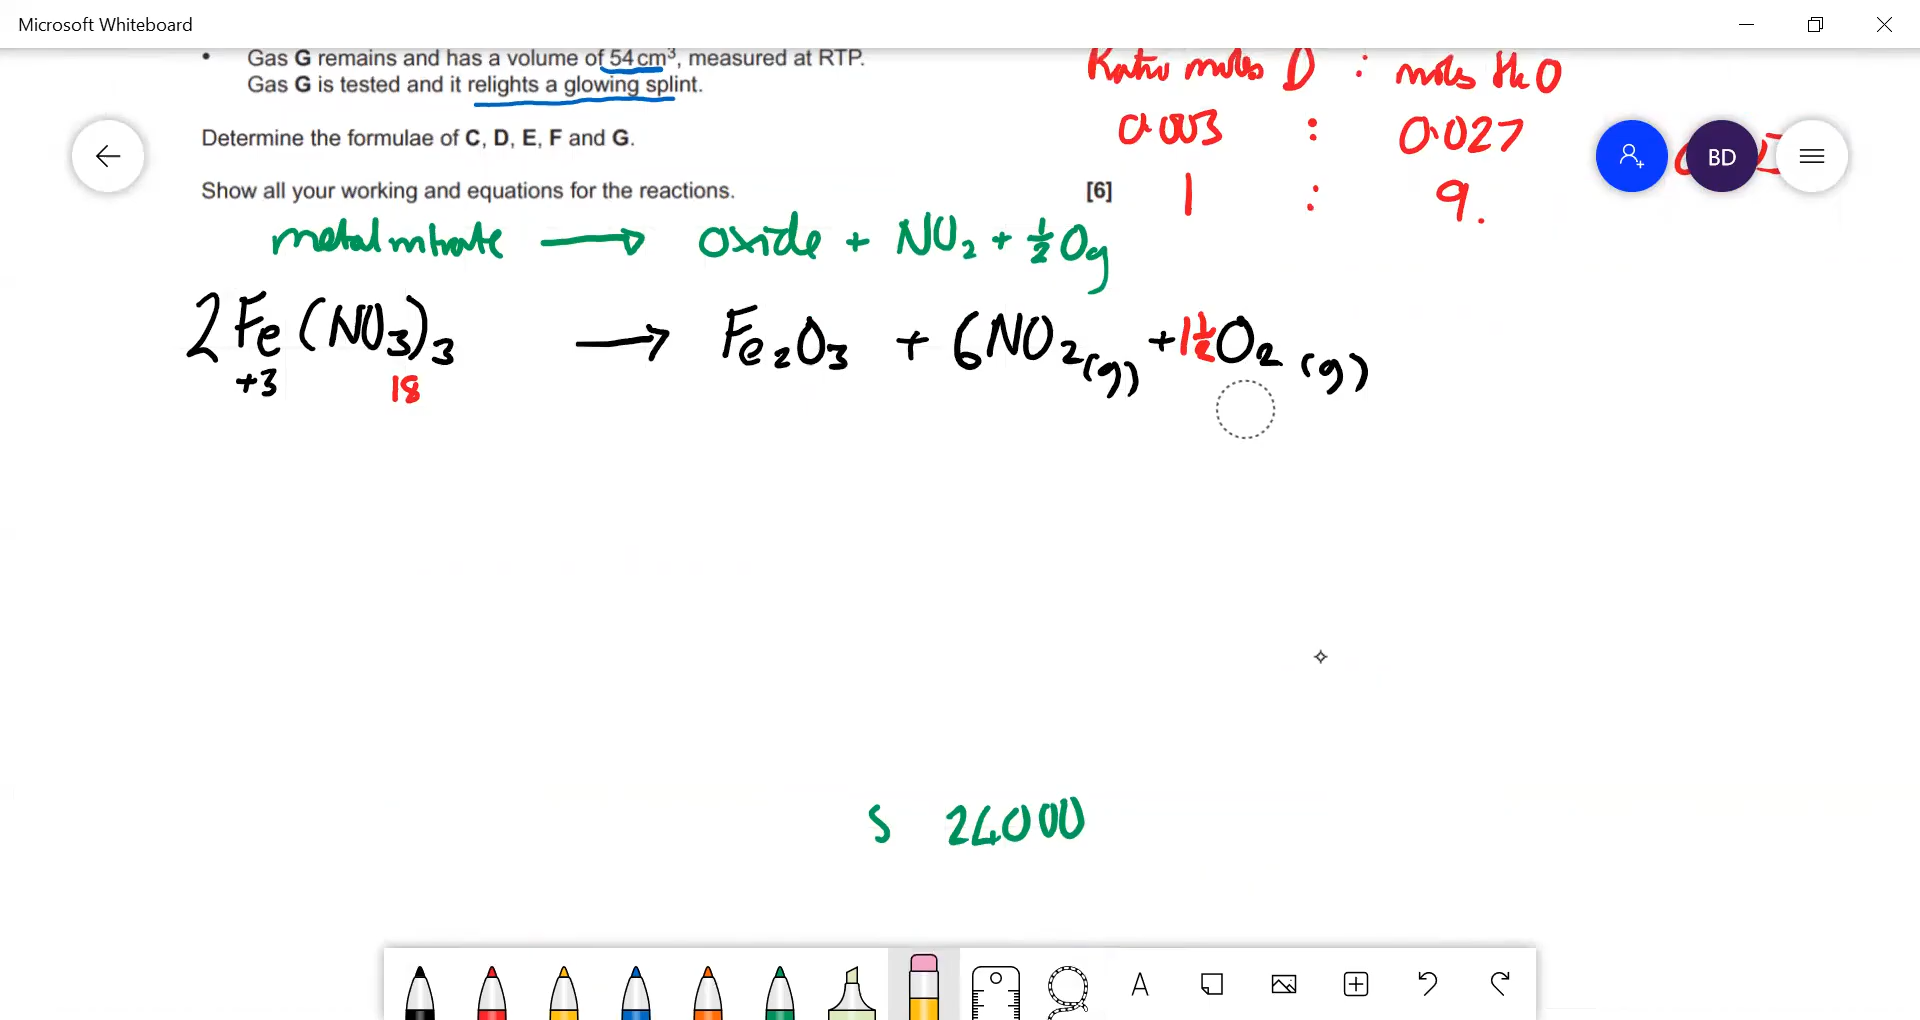 Microsoft Whiteboard
• Gas G remains and has a volume of 54 cm³, measured at RTP.
Gas G is tested and it relights a glowing splint.
Determine the formulae of C, D, E, F and G.
Show all your working and equations for the reactions. [6]
Ratio moles D : moles H₂O
0.003 : 0.027
1 : 9.
BD
metal nitrate → oxide + NO₂ + ½ O₂
2Fe(NO₃)₃ → Fe₂O₃ + 6NO₂(g) + 1½O₂(g)
+3 18
S 24000
A